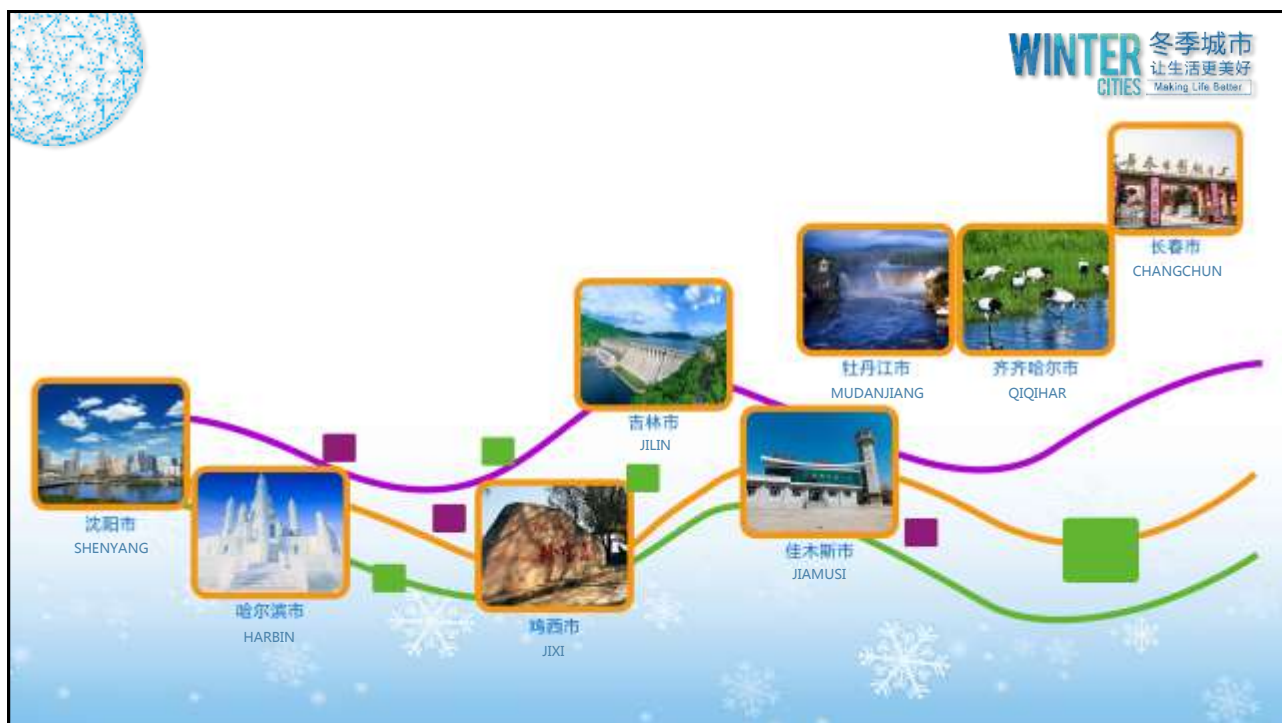 WINTER
CITIES
冬季城市
让生活更美好
Making Life Better
长春市
CHANGCHUN
牡丹江市
MUDANJIANG
齐齐哈尔市
QIQIHAR
吉林市
JILIN
沈阳市
SHENYANG
佳木斯市
JIAMUSI
哈尔滨市
HARBIN
鸡西市
JIXI